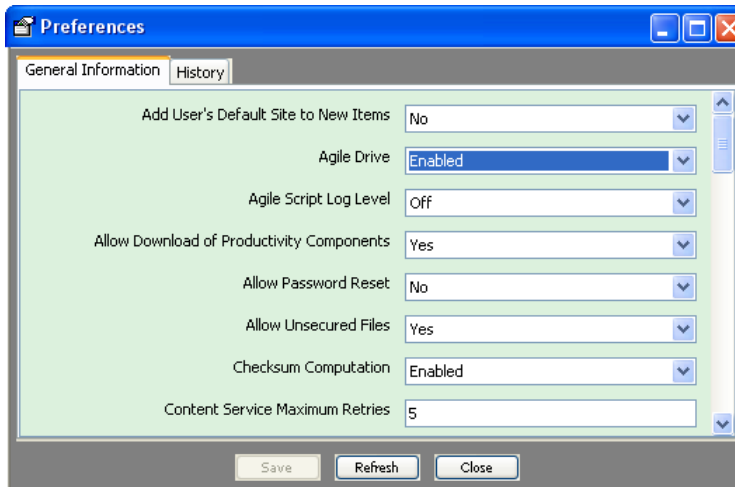 Preferences
General Information History
Add User's Default Site to New Items No
Agile Drive Enabled
Agile Script Log Level Off
Allow Download of Productivity Components Yes
Allow Password Reset No
Allow Unsecured Files Yes
Checksum Computation Enabled
Content Service Maximum Retries 5
Save Refresh Close